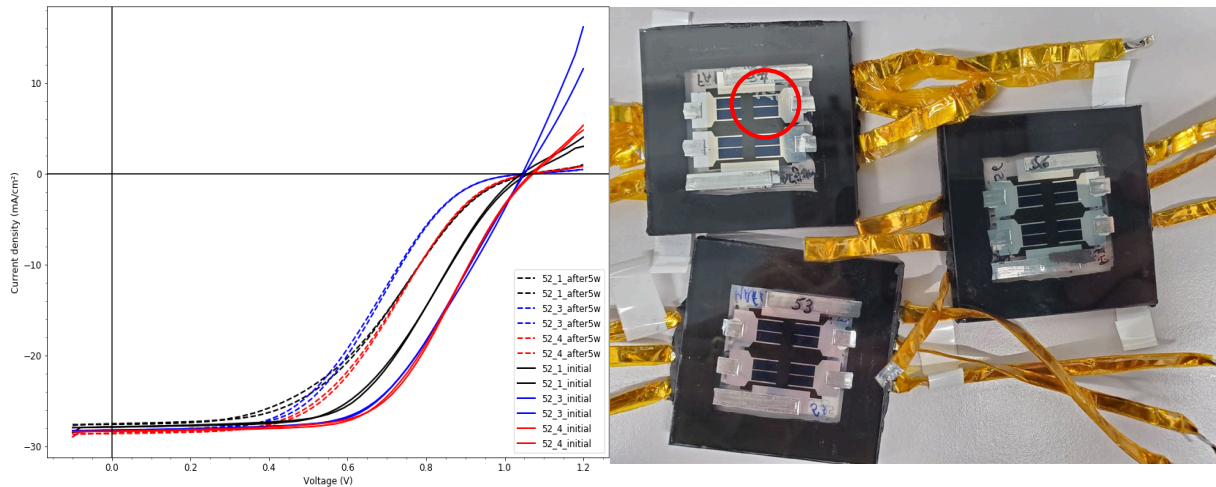 10
0
−10
−20
−30
0.0 0.2 0.4 0.6 0.8 1.0 1.2
Current density (mA/cm²)
Voltage (V)
52_1_after5w
52_1_after5w
52_3_after5w
52_3_after5w
52_4_after5w
52_4_after5w
52_1_initial
52_1_initial
52_3_initial
52_3_initial
52_4_initial
52_4_initial
53